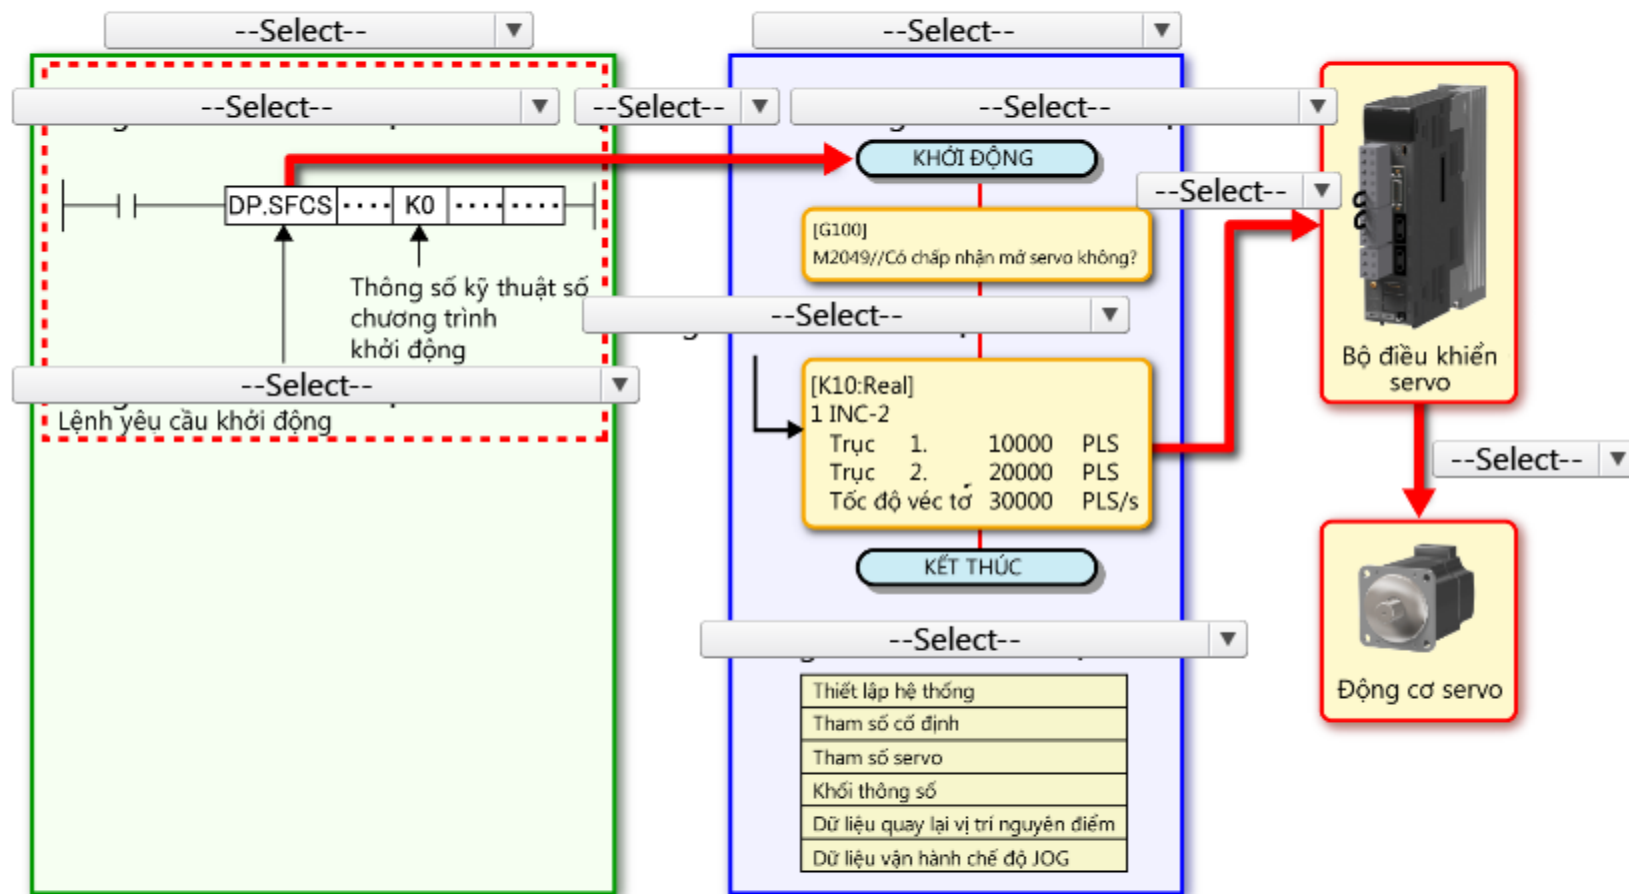 --Select--
--Select--
--Select--
--Select--
--Select--
KHỞI ĐỘNG
--Select--
DP.SFCS
K0
[G100]
M2049//Có chấp nhận mở servo không?
Thông số kỹ thuật số
chương trình
khởi động
--Select--
Bộ điều khiển
servo
--Select--
Lệnh yêu cầu khởi động
[K10:Real]
1 INC-2
Trục 1. 10000 PLS
Trục 2. 20000 PLS
Tốc độ véc tơ 30000 PLS/s
--Select--
KẾT THÚC
--Select--
Động cơ servo
Thiết lập hệ thống
Tham số cố định
Tham số servo
Khối thông số
Dữ liệu quay lại vị trí nguyên điểm
Dữ liệu vận hành chế độ JOG